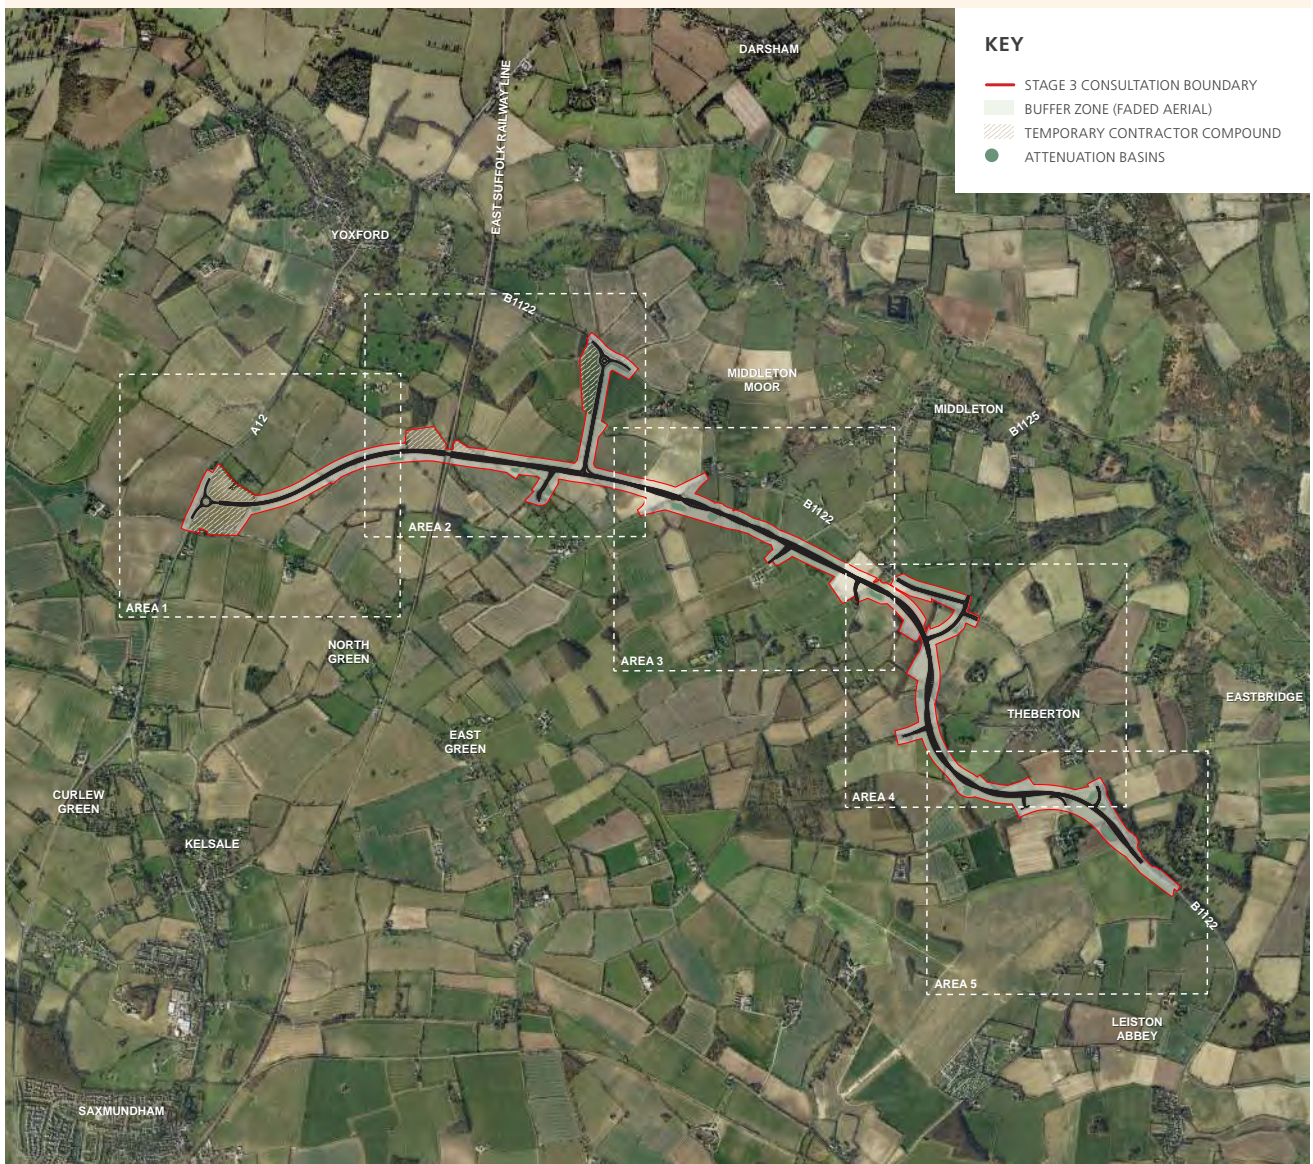 KEY
STAGE 3 CONSULTATION BOUNDARY
BUFFER ZONE (FADED AERIAL)
TEMPORARY CONTRACTOR COMPOUND
ATTENUATION BASINS
DARSHAM
EAST SUFFOLK RAILWAY LINE
YOXFORD
B1122
MIDDLETON
MOOR
MIDDLETON
B1125
A12
B1122
AREA 2
AREA 1
NORTH
GREEN
AREA 3
EASTBRIDGE
THEBERTON
EAST
GREEN
CURLEW
GREEN
AREA 4
KELSALE
B1122
AREA 5
LEISTON
ABBEY
SAXMUNDHAM